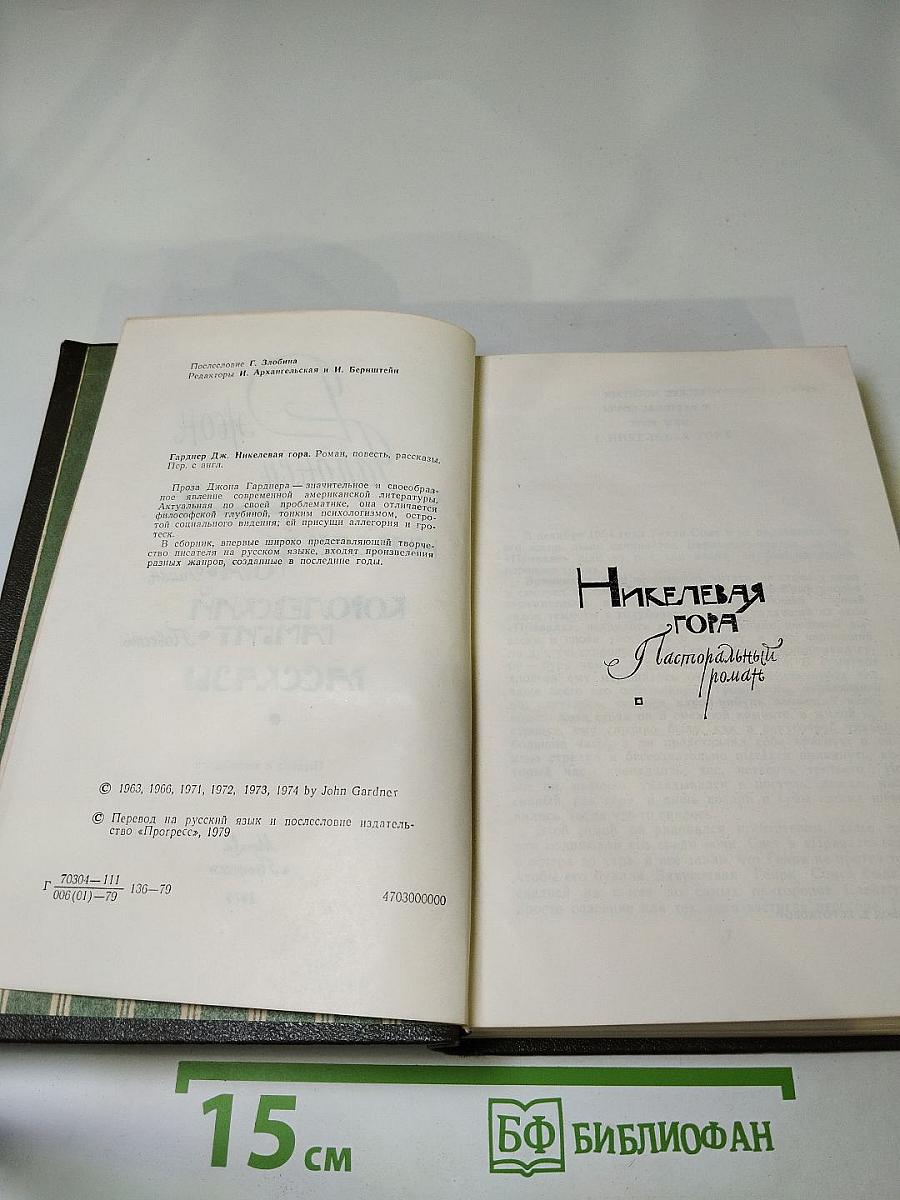 Послесловие Г. Злобина
Редакторы И. Архангельская и И. Бернштейн
Гарднер Дж. Никелевая гора. Роман, повесть, рассказы.
Пер. с англ.
Проза Джона Гарднера — значительное и своеобраз-
ное явление современной американской литературы.
Актуальная по своей проблематике, она отличается
философской глубиной, тонким психологизмом, остро-
той социального видения; ей присущи аллегория и гро-
теск.
В сборник, впервые широко представляющий творче-
ство писателя на русском языке, входят произведения
разных жанров, созданные в последние годы.
© 1963, 1966, 1971, 1972, 1973, 1974 by John Gardner
© Перевод на русский язык и послесловие издатель-
ство «Прогресс», 1979
Г 70304—111
006(01)—79 136—79
4703000000
Никелевая
гора
Пасторальный
роман
15 см
БФ БИБЛИОФАН